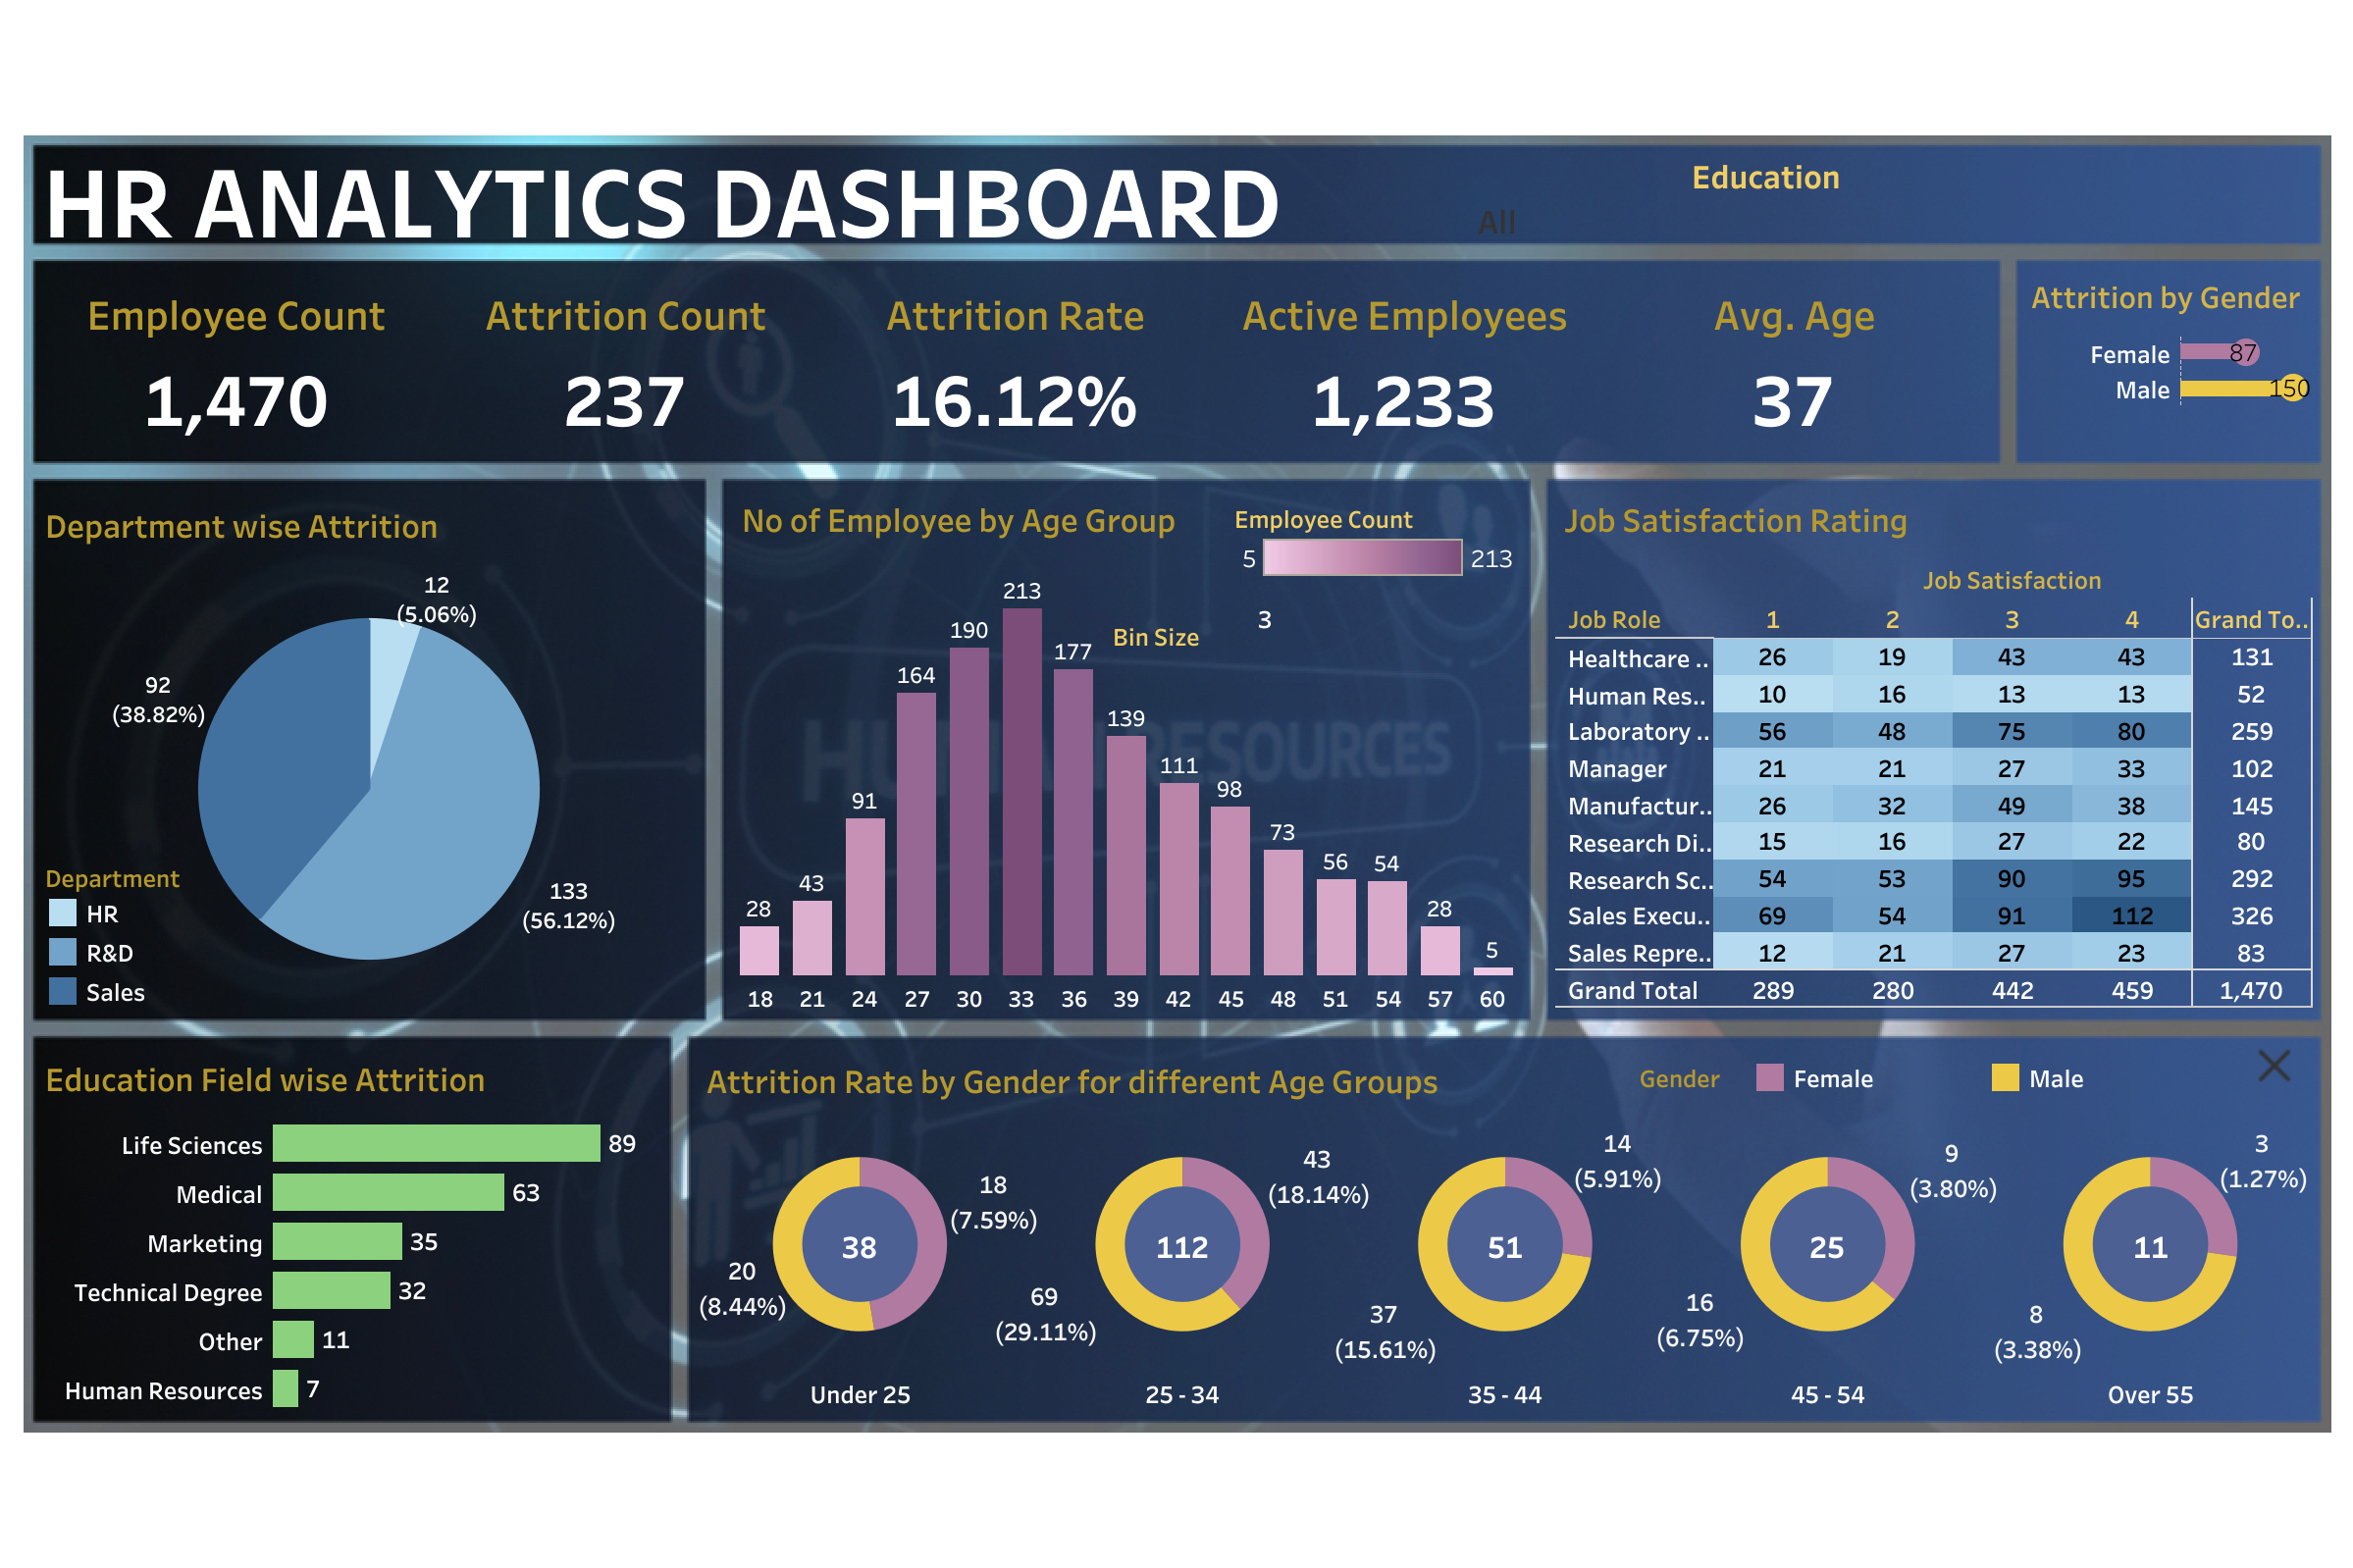 HR ANALYTICS DASHBOARD
Education
All
Employee Count
1,470
Attrition Count
237
Attrition Rate
16.12%
Active Employees
1,233
Avg. Age
37
Attrition by Gender
Female 87
Male 150
Department wise Attrition
12
(5.06%)
92
(38.82%)
133
(56.12%)
Department
HR
R&D
Sales
No of Employee by Age Group
Employee Count
5 213
Bin Size
3
28 43 91 164 190 213 177 139 111 98 73 56 54 28 5
18 21 24 27 30 33 36 39 42 45 48 51 54 57 60
HUMAN RESOURCES
Job Satisfaction Rating
Job Satisfaction
Job Role 1 2 3 4 Grand To..
Healthcare .. 26 19 43 43 131
Human Res.. 10 16 13 13 52
Laboratory .. 56 48 75 80 259
Manager 21 21 27 33 102
Manufactur.. 26 32 49 38 145
Research Di.. 15 16 27 22 80
Research Sc.. 54 53 90 95 292
Sales Execu.. 69 54 91 112 326
Sales Repre.. 12 21 27 23 83
Grand Total 289 280 442 459 1,470
Education Field wise Attrition
Life Sciences 89
Medical 63
Marketing 35
Technical Degree 32
Other 11
Human Resources 7
Attrition Rate by Gender for different Age Groups
Gender Female Male
38
18
(7.59%)
20
(8.44%)
Under 25
112
43
(18.14%)
69
(29.11%)
25 - 34
51
14
(5.91%)
37
(15.61%)
35 - 44
25
9
(3.80%)
16
(6.75%)
45 - 54
11
3
(1.27%)
8
(3.38%)
Over 55